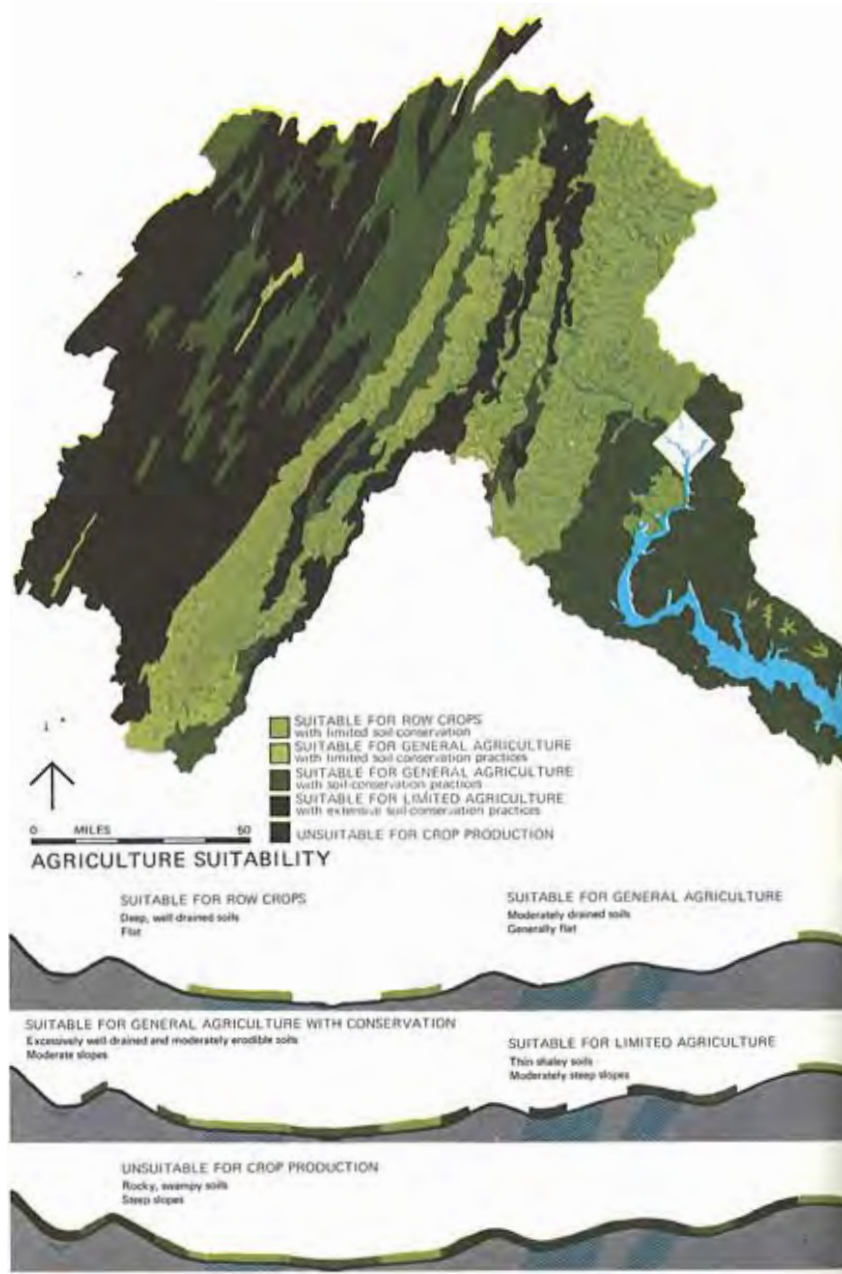 SUITABLE FOR ROW CROPS
with limited soil-conservation
SUITABLE FOR GENERAL AGRICULTURE
with limited soil conservation practices
SUITABLE FOR GENERAL AGRICULTURE
with soil-conservation practices
SUITABLE FOR LIMITED AGRICULTURE
with extensive soil-conservation practices
UNSUITABLE FOR CROP PRODUCTION
0 MILES 50
AGRICULTURE SUITABILITY
SUITABLE FOR ROW CROPS
Deep, well drained soils
Flat
SUITABLE FOR GENERAL AGRICULTURE
Moderately drained soils
Generally flat
SUITABLE FOR GENERAL AGRICULTURE WITH CONSERVATION
Excessively well-drained and moderately erodible soils
Moderate slopes
SUITABLE FOR LIMITED AGRICULTURE
Thin shaley soils
Moderately steep slopes
UNSUITABLE FOR CROP PRODUCTION
Rocky, swampy soils
Steep slopes